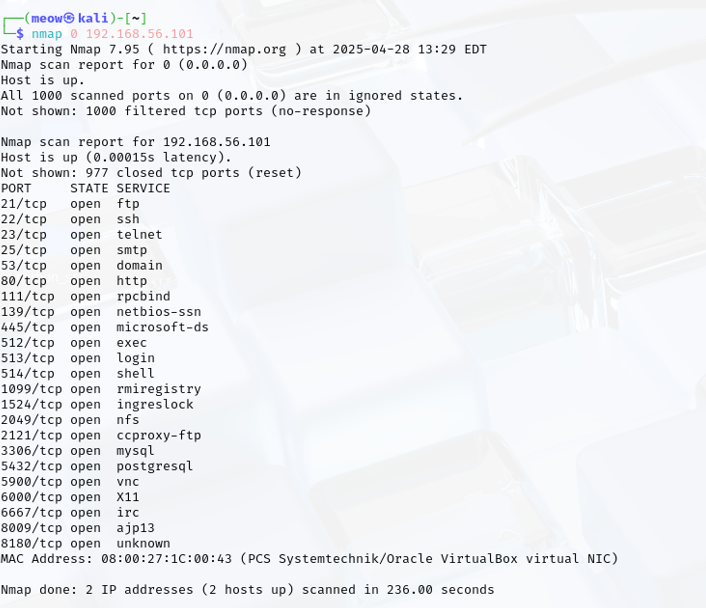 ┌──(meow㉿kali)-[~]
└─$ nmap 0 192.168.56.101
Starting Nmap 7.95 ( https://nmap.org ) at 2025-04-28 13:29 EDT
Nmap scan report for 0 (0.0.0.0)
Host is up.
All 1000 scanned ports on 0 (0.0.0.0) are in ignored states.
Not shown: 1000 filtered tcp ports (no-response)

Nmap scan report for 192.168.56.101
Host is up (0.00015s latency).
Not shown: 977 closed tcp ports (reset)
PORT     STATE SERVICE
21/tcp   open  ftp
22/tcp   open  ssh
23/tcp   open  telnet
25/tcp   open  smtp
53/tcp   open  domain
80/tcp   open  http
111/tcp  open  rpcbind
139/tcp  open  netbios-ssn
445/tcp  open  microsoft-ds
512/tcp  open  exec
513/tcp  open  login
514/tcp  open  shell
1099/tcp open  rmiregistry
1524/tcp open  ingreslock
2049/tcp open  nfs
2121/tcp open  ccproxy-ftp
3306/tcp open  mysql
5432/tcp open  postgresql
5900/tcp open  vnc
6000/tcp open  X11
6667/tcp open  irc
8009/tcp open  ajp13
8180/tcp open  unknown
MAC Address: 08:00:27:1C:00:43 (PCS Systemtechnik/Oracle VirtualBox virtual NIC)

Nmap done: 2 IP addresses (2 hosts up) scanned in 236.00 seconds